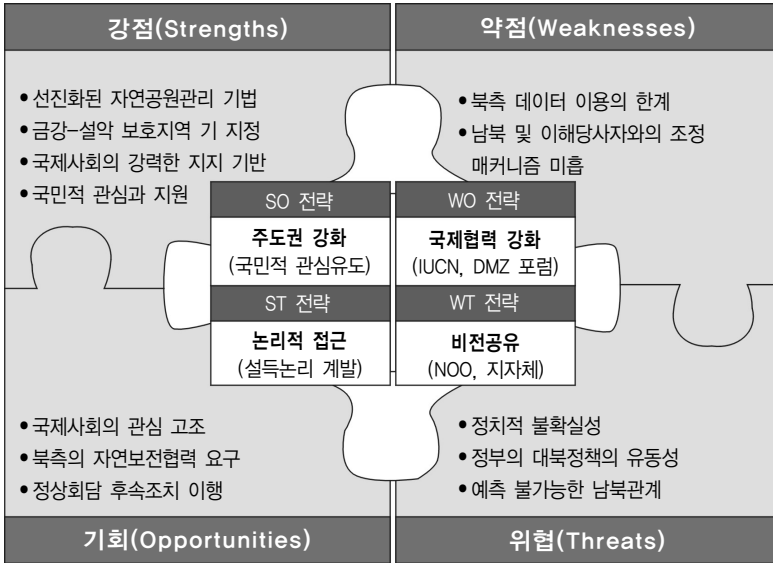 강점(Strengths)
약점(Weaknesses)
•선진화된 자연공원관리 기법
•금강–설악 보호지역 기 지정
•국제사회의 강력한 지지 기반
•국민적 관심과 지원
•북측 데이터 이용의 한계
•남북 및 이해당사자와의 조정
매커니즘 미흡
SO 전략
주도권 강화
(국민적 관심유도)
WO 전략
국제협력 강화
(IUCN, DMZ 포럼)
ST 전략
논리적 접근
(설득논리 계발)
WT 전략
비전공유
(NOO, 지자체)
•국제사회의 관심 고조
•북측의 자연보전협력 요구
•정상회담 후속조치 이행
•정치적 불확실성
•정부의 대북정책의 유동성
•예측 불가능한 남북관계
기회(Opportunities)
위협(Threats)